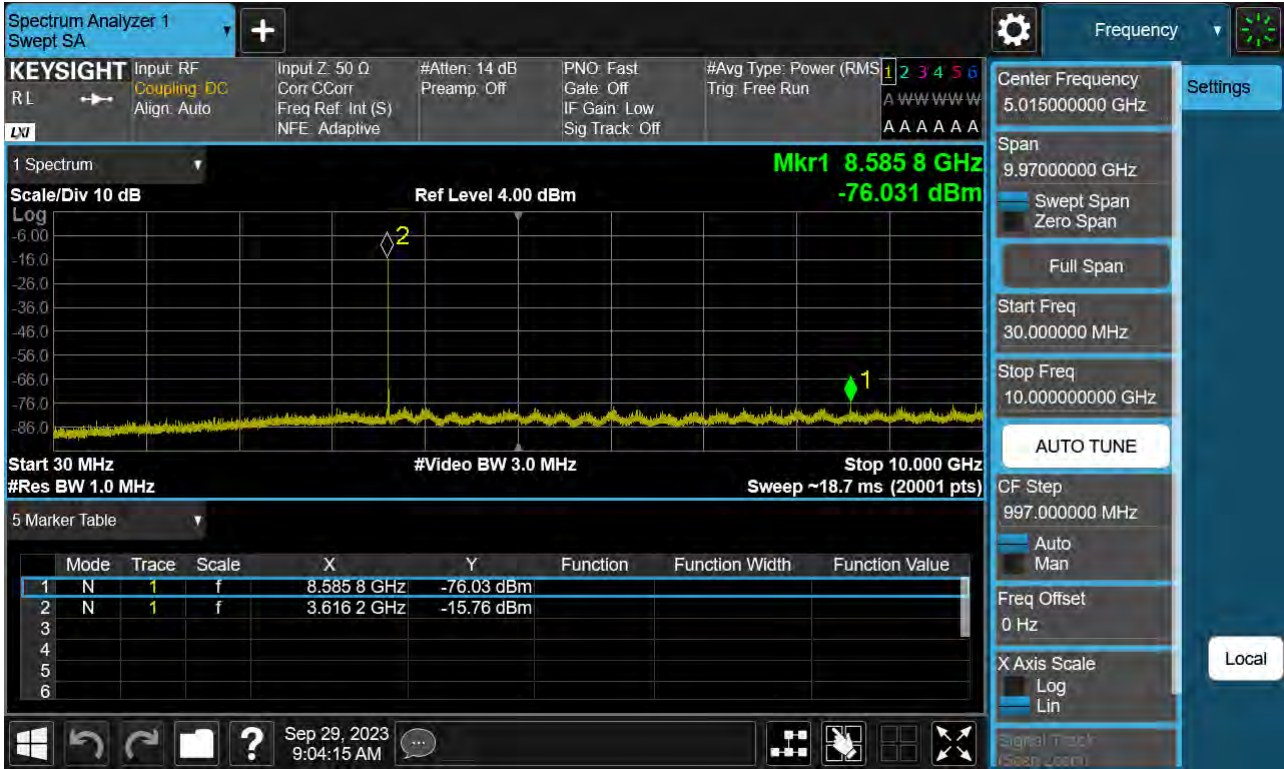 Spectrum Analyzer 1
Swept SA
+
Frequency
KEYSIGHT
RL
LXI
Input: RF
Coupling: DC
Align: Auto
Input Z: 50 Ω
Corr CCorr
Freq Ref: Int (S)
NFE: Adaptive
#Atten: 14 dB
Preamp: Off
PNO: Fast
Gate: Off
IF Gain: Low
Sig Track: Off
#Avg Type: Power (RMS
Trig: Free Run
1 2 3 4 5 6
A W W W W W
A A A A A A
1 Spectrum
Mkr1 8.585 8 GHz
Scale/Div 10 dB
Ref Level 4.00 dBm
-76.031 dBm
Log
-6.00
-16.0
-26.0
-36.0
-46.0
-56.0
-66.0
-76.0
-86.0
2
1
Start 30 MHz
#Video BW 3.0 MHz
Stop 10.000 GHz
#Res BW 1.0 MHz
Sweep ~18.7 ms (20001 pts)
5 Marker Table
Mode Trace Scale X Y Function Function Width Function Value
1 N 1 f 8.585 8 GHz -76.03 dBm
2 N 1 f 3.616 2 GHz -15.76 dBm
3
4
5
6
Center Frequency
5.015000000 GHz
Span
9.97000000 GHz
Swept Span
Zero Span
Full Span
Start Freq
30.000000 MHz
Stop Freq
10.000000000 GHz
AUTO TUNE
CF Step
997.000000 MHz
Auto
Man
Freq Offset
0 Hz
X Axis Scale
Log
Lin
Signal Track
(Span Zoom)
Settings
Local
?
Sep 29, 2023
9:04:15 AM